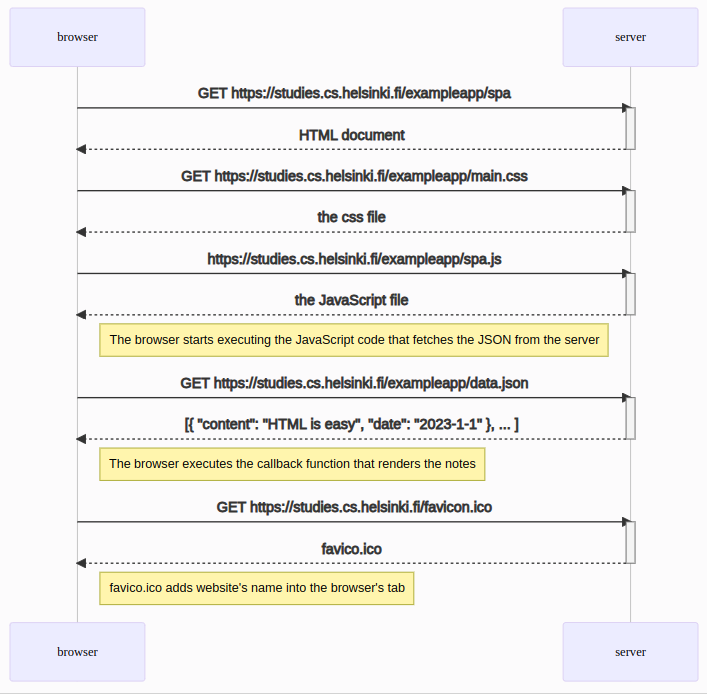 browser
server
GET https://studies.cs.helsinki.fi/exampleapp/spa
HTML document
GET https://studies.cs.helsinki.fi/exampleapp/main.css
the css file
https://studies.cs.helsinki.fi/exampleapp/spa.js
the JavaScript file
The browser starts executing the JavaScript code that fetches the JSON from the server
GET https://studies.cs.helsinki.fi/exampleapp/data.json
[{ "content": "HTML is easy", "date": "2023-1-1" }, ... ]
The browser executes the callback function that renders the notes
GET https://studies.cs.helsinki.fi/favicon.ico
favico.ico
favico.ico adds website's name into the browser's tab
browser
server